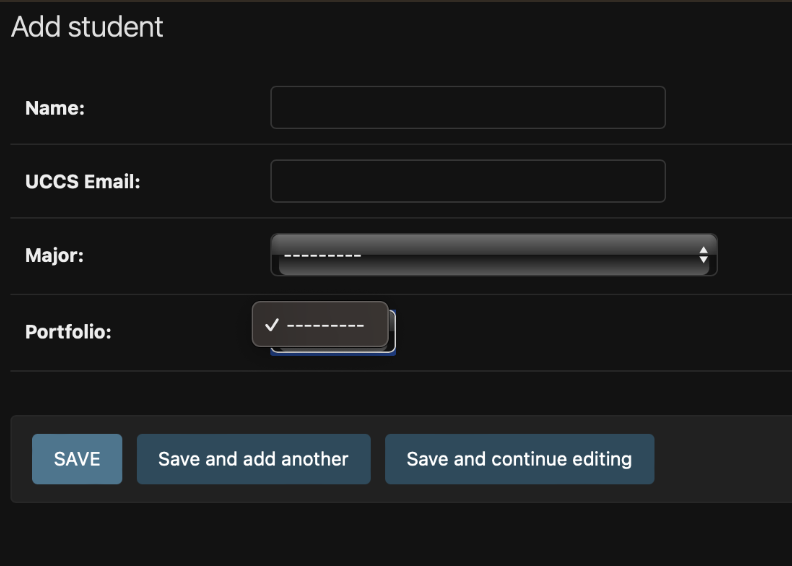 Add student
Name:
UCCS Email:
Major:
---------
Portfolio:
✓ ---------
SAVE
Save and add another
Save and continue editing